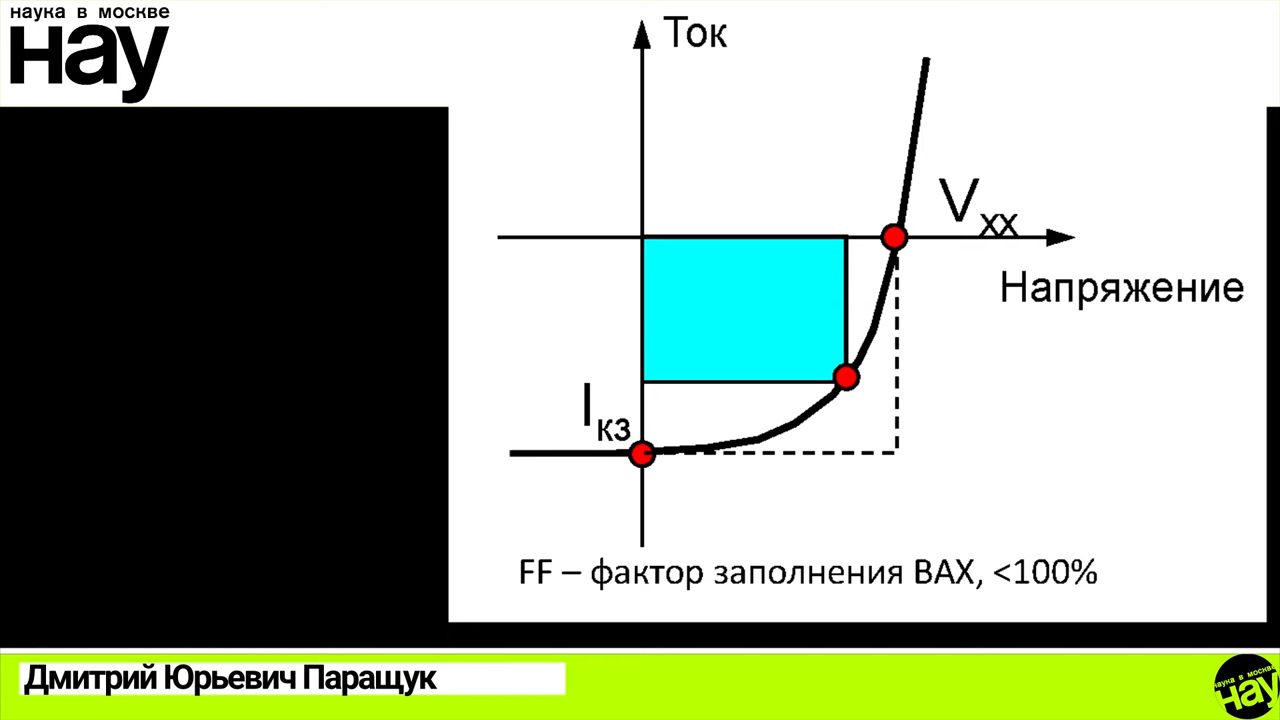 наука в москве
нау
Ток
Vхх
Напряжение
Iкз
FF – фактор заполнения ВАХ, <100%
Дмитрий Юрьевич Паращук
наука в москве
нау